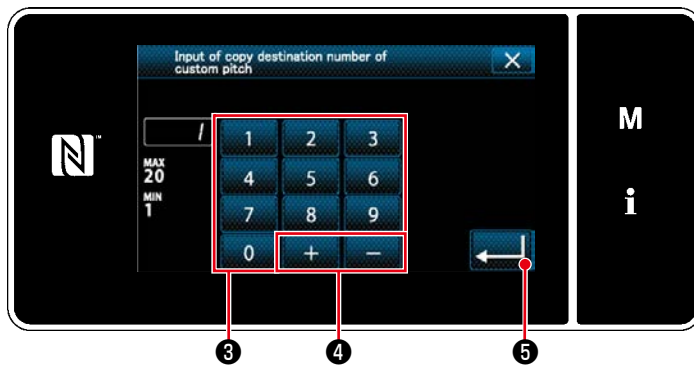 Input of copy destination number of
custom pitch
X
M
1
1 2 3
MAX
20
4 5 6
MIN
1
7 8 9
i
0 + −
N™
❸ ❹ ❺